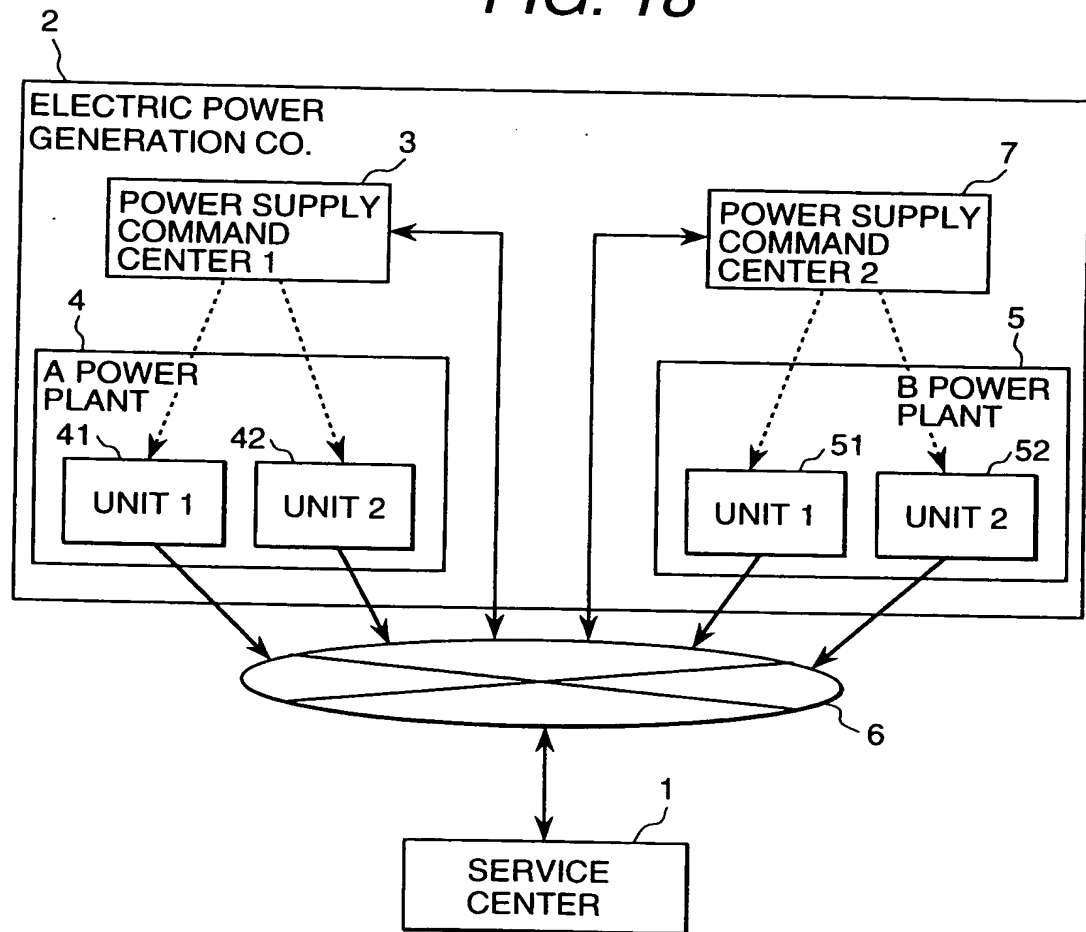 FIG. 18
2
ELECTRIC POWER
GENERATION CO.
3
7
POWER SUPPLY
COMMAND
CENTER 1
POWER SUPPLY
COMMAND
CENTER 2
4
5
A POWER
PLANT
B POWER
PLANT
41
42
51
52
UNIT 1
UNIT 2
UNIT 1
UNIT 2
6
1
SERVICE
CENTER